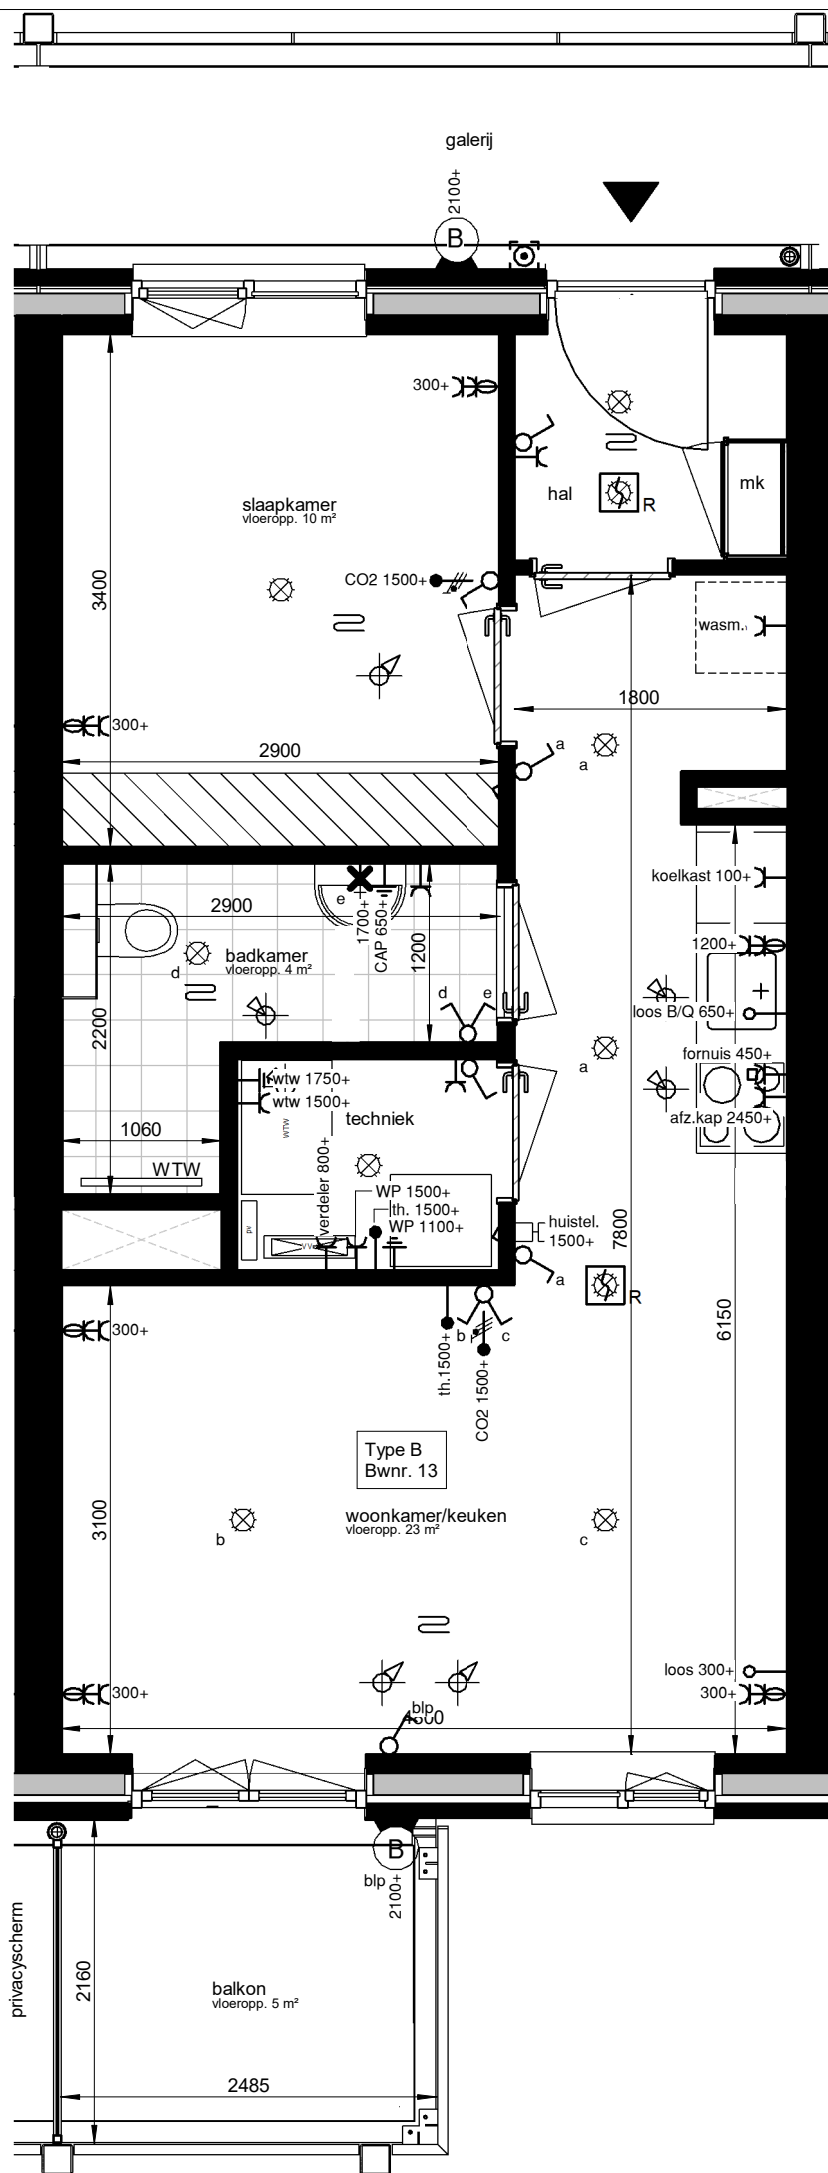 galerij
2100+
B
300+
hal
R
mk
slaapkamer
vloeropp. 10 m²
3400
CO2 1500+
wasm.
1800
300+
a
a
2900
koelkast 100+
2900
e
1700+
CAP 650+
1200
1200+
badkamer
vloeropp. 4 m²
d
d
e
loos B/Q 650+
2200
a
fornuis 450+
wtw 1750+
wtw 1500+
WTW
techniek
afz.kap 2450+
1060
WTW
verdeler 800+
WP 1500+
th. 1500+
WP 1100+
pv
huistel.
1500+
7800
a
R
6150
300+
b
c
th.1500+
CO2 1500+
Type B
Bwnr. 13
3100
woonkamer/keuken
vloeropp. 23 m²
b
c
loos 300+
300+
300+
blp
B
blp
2100+
privacyscherm
2160
balkon
vloeropp. 5 m²
2485